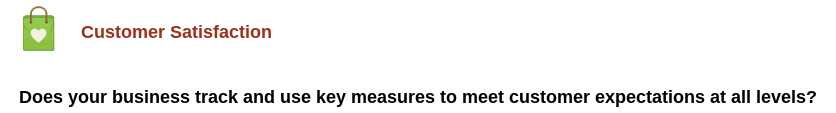 Customer Satisfaction
Does your business track and use key measures to meet customer expectations at all levels?